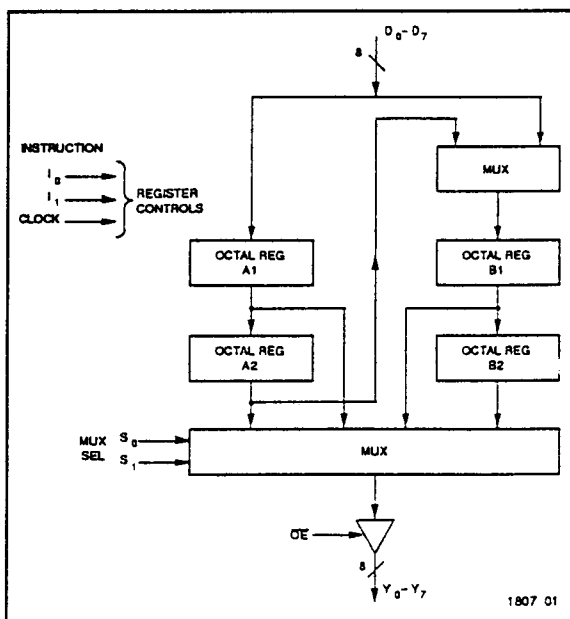 D0-D7
8
INSTRUCTION
I0
I1
CLOCK
REGISTER
CONTROLS
MUX
OCTAL REG
A1
OCTAL REG
B1
OCTAL REG
A2
OCTAL REG
B2
MUX
SEL
S0
S1
MUX
OE
8
Y0-Y7
1807 01